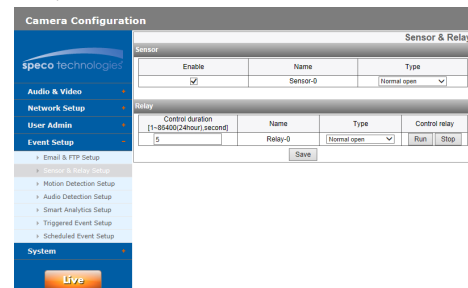 Camera Configuration
Sensor & Relay
speco technologies
Sensor
Enable Name Type
Sensor-0 Normal open
Audio & Video
Network Setup
User Admin
Event Setup
Email & FTP Setup
Sensor & Relay Setup
Motion Detection Setup
Audio Detection Setup
Smart Analytics Setup
Triggered Event Setup
Scheduled Event Setup
System
Live
Relay
Control duration
[1~86400(24hour),second] Name Type Control relay
5 Relay-0 Normal open Run Stop
Save